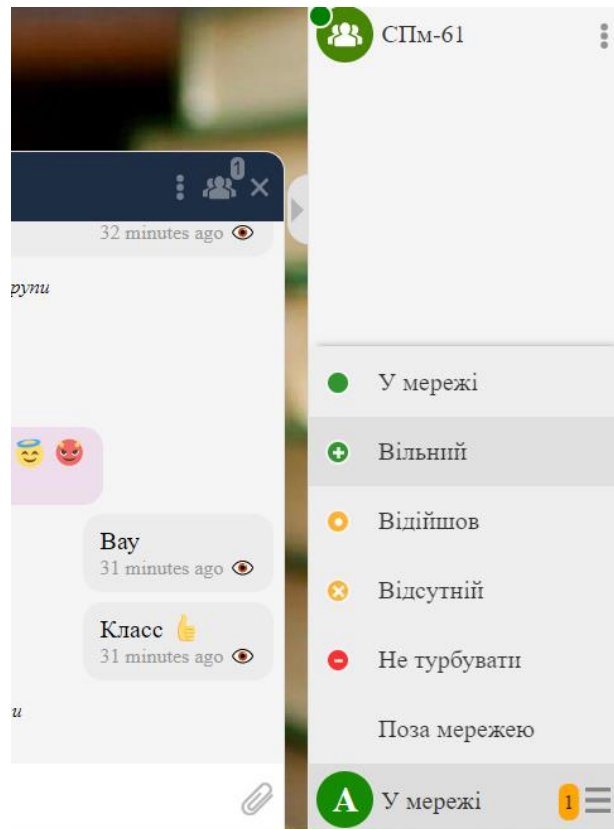 1
32 minutes ago
рупи
Вау
31 minutes ago
Класс 👍
31 minutes ago
и
СПм-61
У мережі
Вільний
Відійшов
Відсутній
Не турбувати
Поза мережею
А У мережі 1